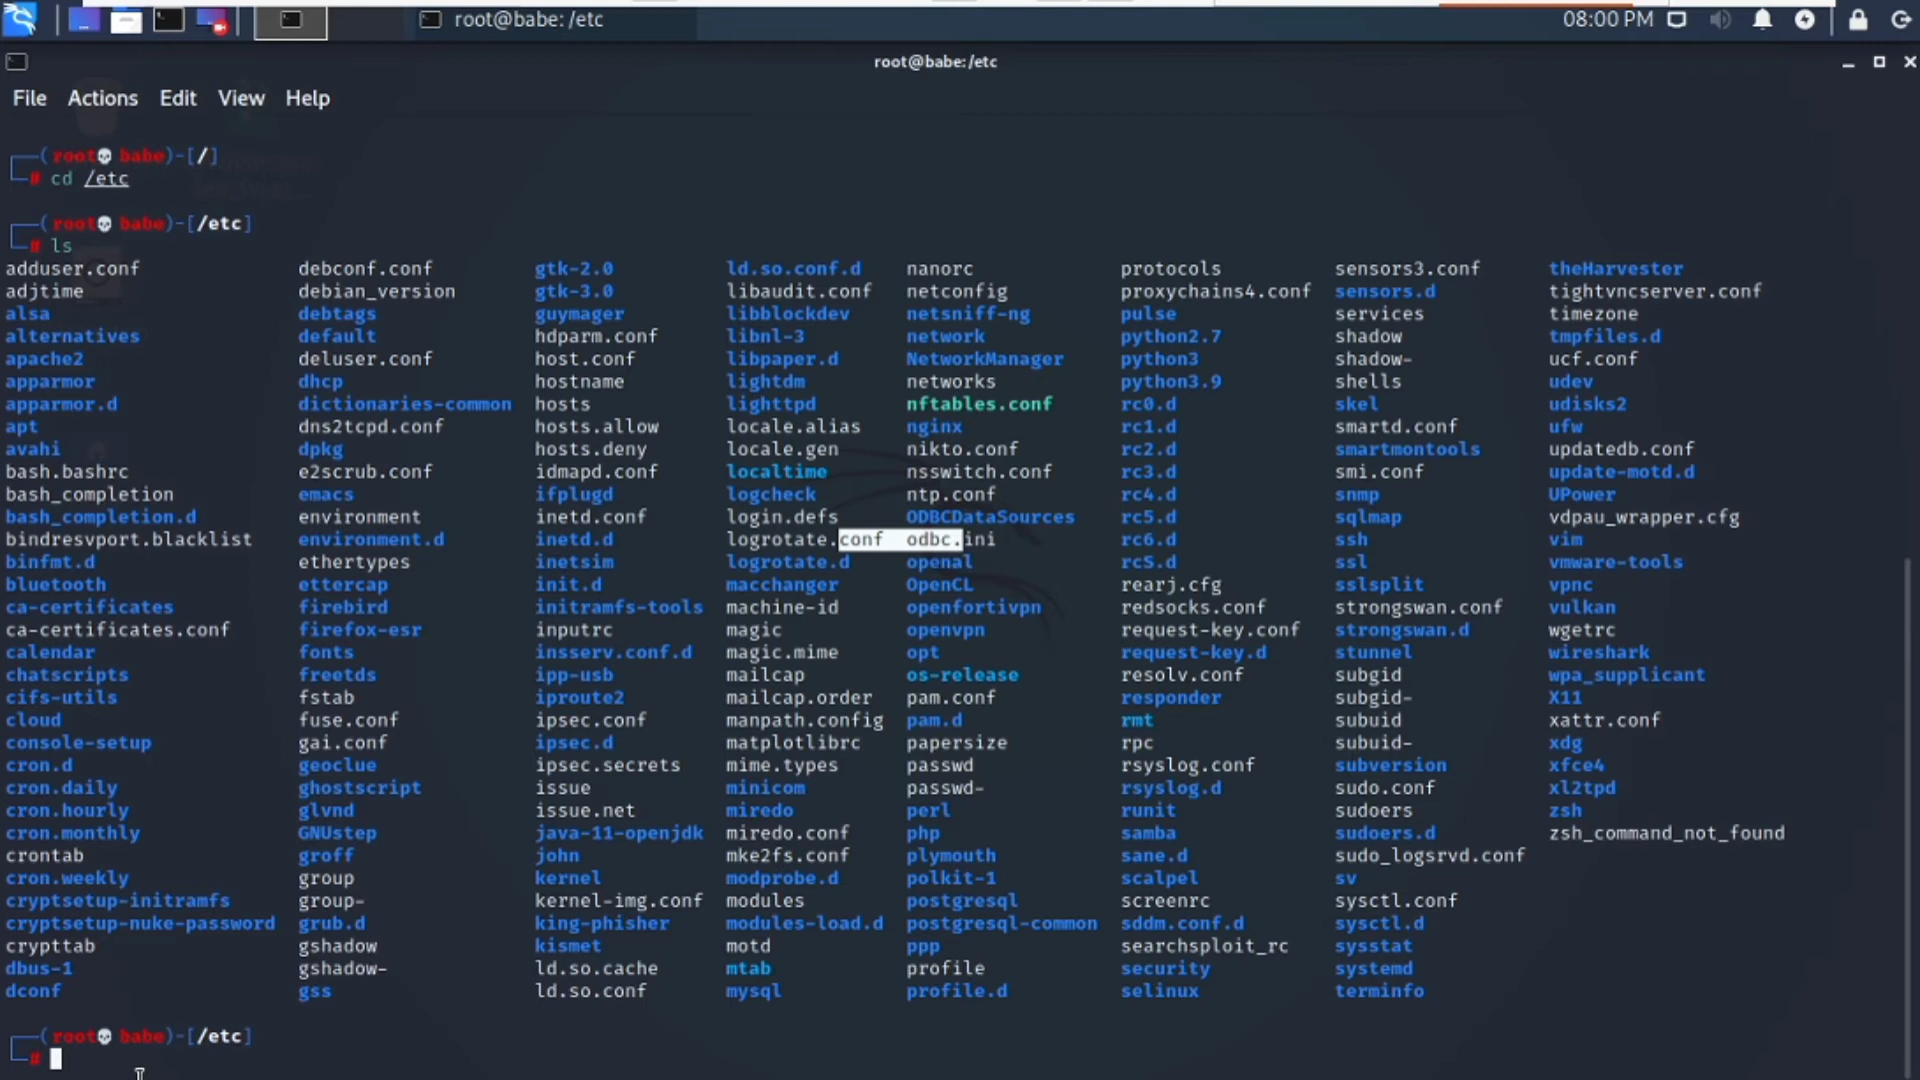 root@babe: /etc
08:00 PM
root@babe:/etc
File Actions Edit View Help
(root💀babe)-[/]
# cd /etc
(root💀babe)-[/etc]
# ls
adduser.conf debconf.conf gtk-2.0 ld.so.conf.d nanorc protocols sensors3.conf theHarvester
adjtime debian_version gtk-3.0 libaudit.conf netconfig proxychains4.conf sensors.d tightvncserver.conf
alsa debtags guymager libblockdev netsniff-ng pulse services timezone
alternatives default hdparm.conf libnl-3 network python2.7 shadow tmpfiles.d
apache2 deluser.conf host.conf libpaper.d NetworkManager python3 shadow- ucf.conf
apparmor dhcp hostname lightdm networks python3.9 shells udev
apparmor.d dictionaries-common hosts lighttpd nftables.conf rc0.d skel udisks2
apt dns2tcpd.conf hosts.allow locale.alias nginx rc1.d smartd.conf ufw
avahi dpkg hosts.deny locale.gen nikto.conf rc2.d smartmontools updatedb.conf
bash.bashrc e2scrub.conf idmapd.conf localtime nsswitch.conf rc3.d smi.conf update-motd.d
bash_completion emacs ifplugd logcheck ntp.conf rc4.d snmp UPower
bash_completion.d environment inetd.conf login.defs ODBCDataSources rc5.d sqlmap vdpau_wrapper.cfg
bindresvport.blacklist environment.d inetd.d logrotate.conf odbc.ini rc6.d ssh vim
binfmt.d ethertypes inetsim logrotate.d openal rcS.d ssl vmware-tools
bluetooth ettercap init.d macchanger OpenCL rearj.cfg sslsplit vpnc
ca-certificates firebird initramfs-tools machine-id openfortivpn redsocks.conf strongswan.conf vulkan
ca-certificates.conf firefox-esr inputrc magic openvpn request-key.conf strongswan.d wgetrc
calendar fonts insserv.conf.d magic.mime opt request-key.d stunnel wireshark
chatscripts freetds ipp-usb mailcap os-release resolv.conf subgid wpa_supplicant
cifs-utils fstab iproute2 mailcap.order pam.conf responder subgid- X11
cloud fuse.conf ipsec.conf manpath.config pam.d rmt subuid xattr.conf
console-setup gai.conf ipsec.d matplotlibrc papersize rpc subuid- xdg
cron.d geoclue ipsec.secrets mime.types passwd rsyslog.conf subversion xfce4
cron.daily ghostscript issue minicom passwd- rsyslog.d sudo.conf xl2tpd
cron.hourly glvnd issue.net miredo perl runit sudoers zsh
cron.monthly GNUstep java-11-openjdk miredo.conf php samba sudoers.d zsh_command_not_found
crontab groff john mke2fs.conf plymouth sane.d sudo_logsrvd.conf
cron.weekly group kernel modprobe.d polkit-1 scalpel sv
cryptsetup-initramfs group- kernel-img.conf modules postgresql screenrc sysctl.conf
cryptsetup-nuke-password grub.d king-phisher modules-load.d postgresql-common sddm.conf.d sysctl.d
crypttab gshadow kismet motd ppp searchsploit_rc sysstat
dbus-1 gshadow- ld.so.cache mtab profile security systemd
dconf gss ld.so.conf mysql profile.d selinux terminfo
(root💀babe)-[/etc]
#